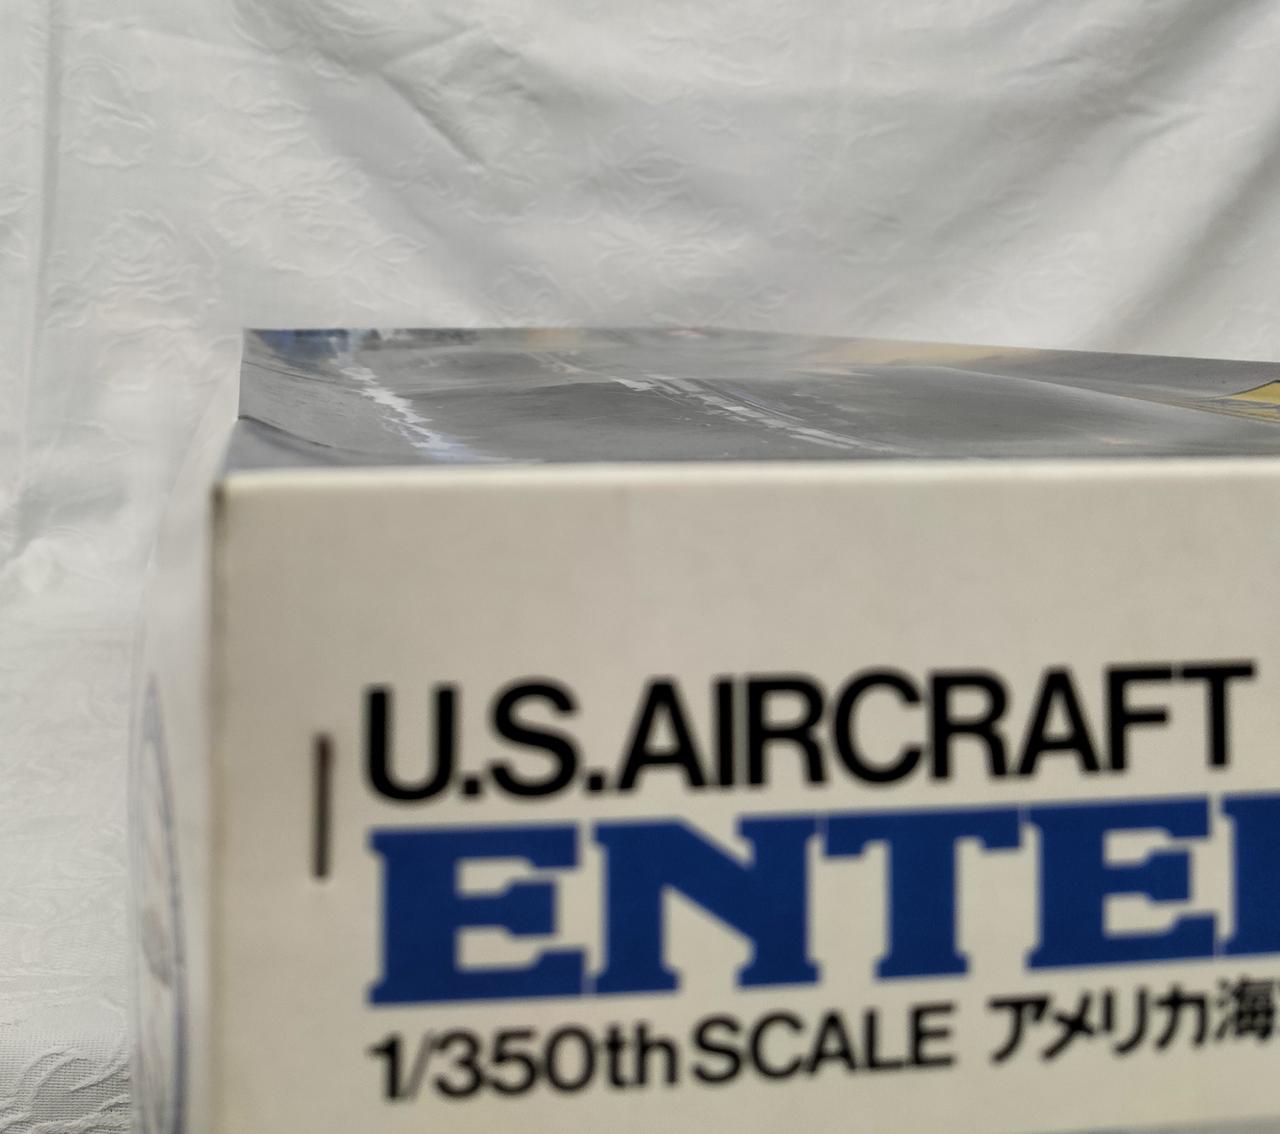 U.S. AIRCRAFT
ENTE
1/350th SCALE アメリカ海